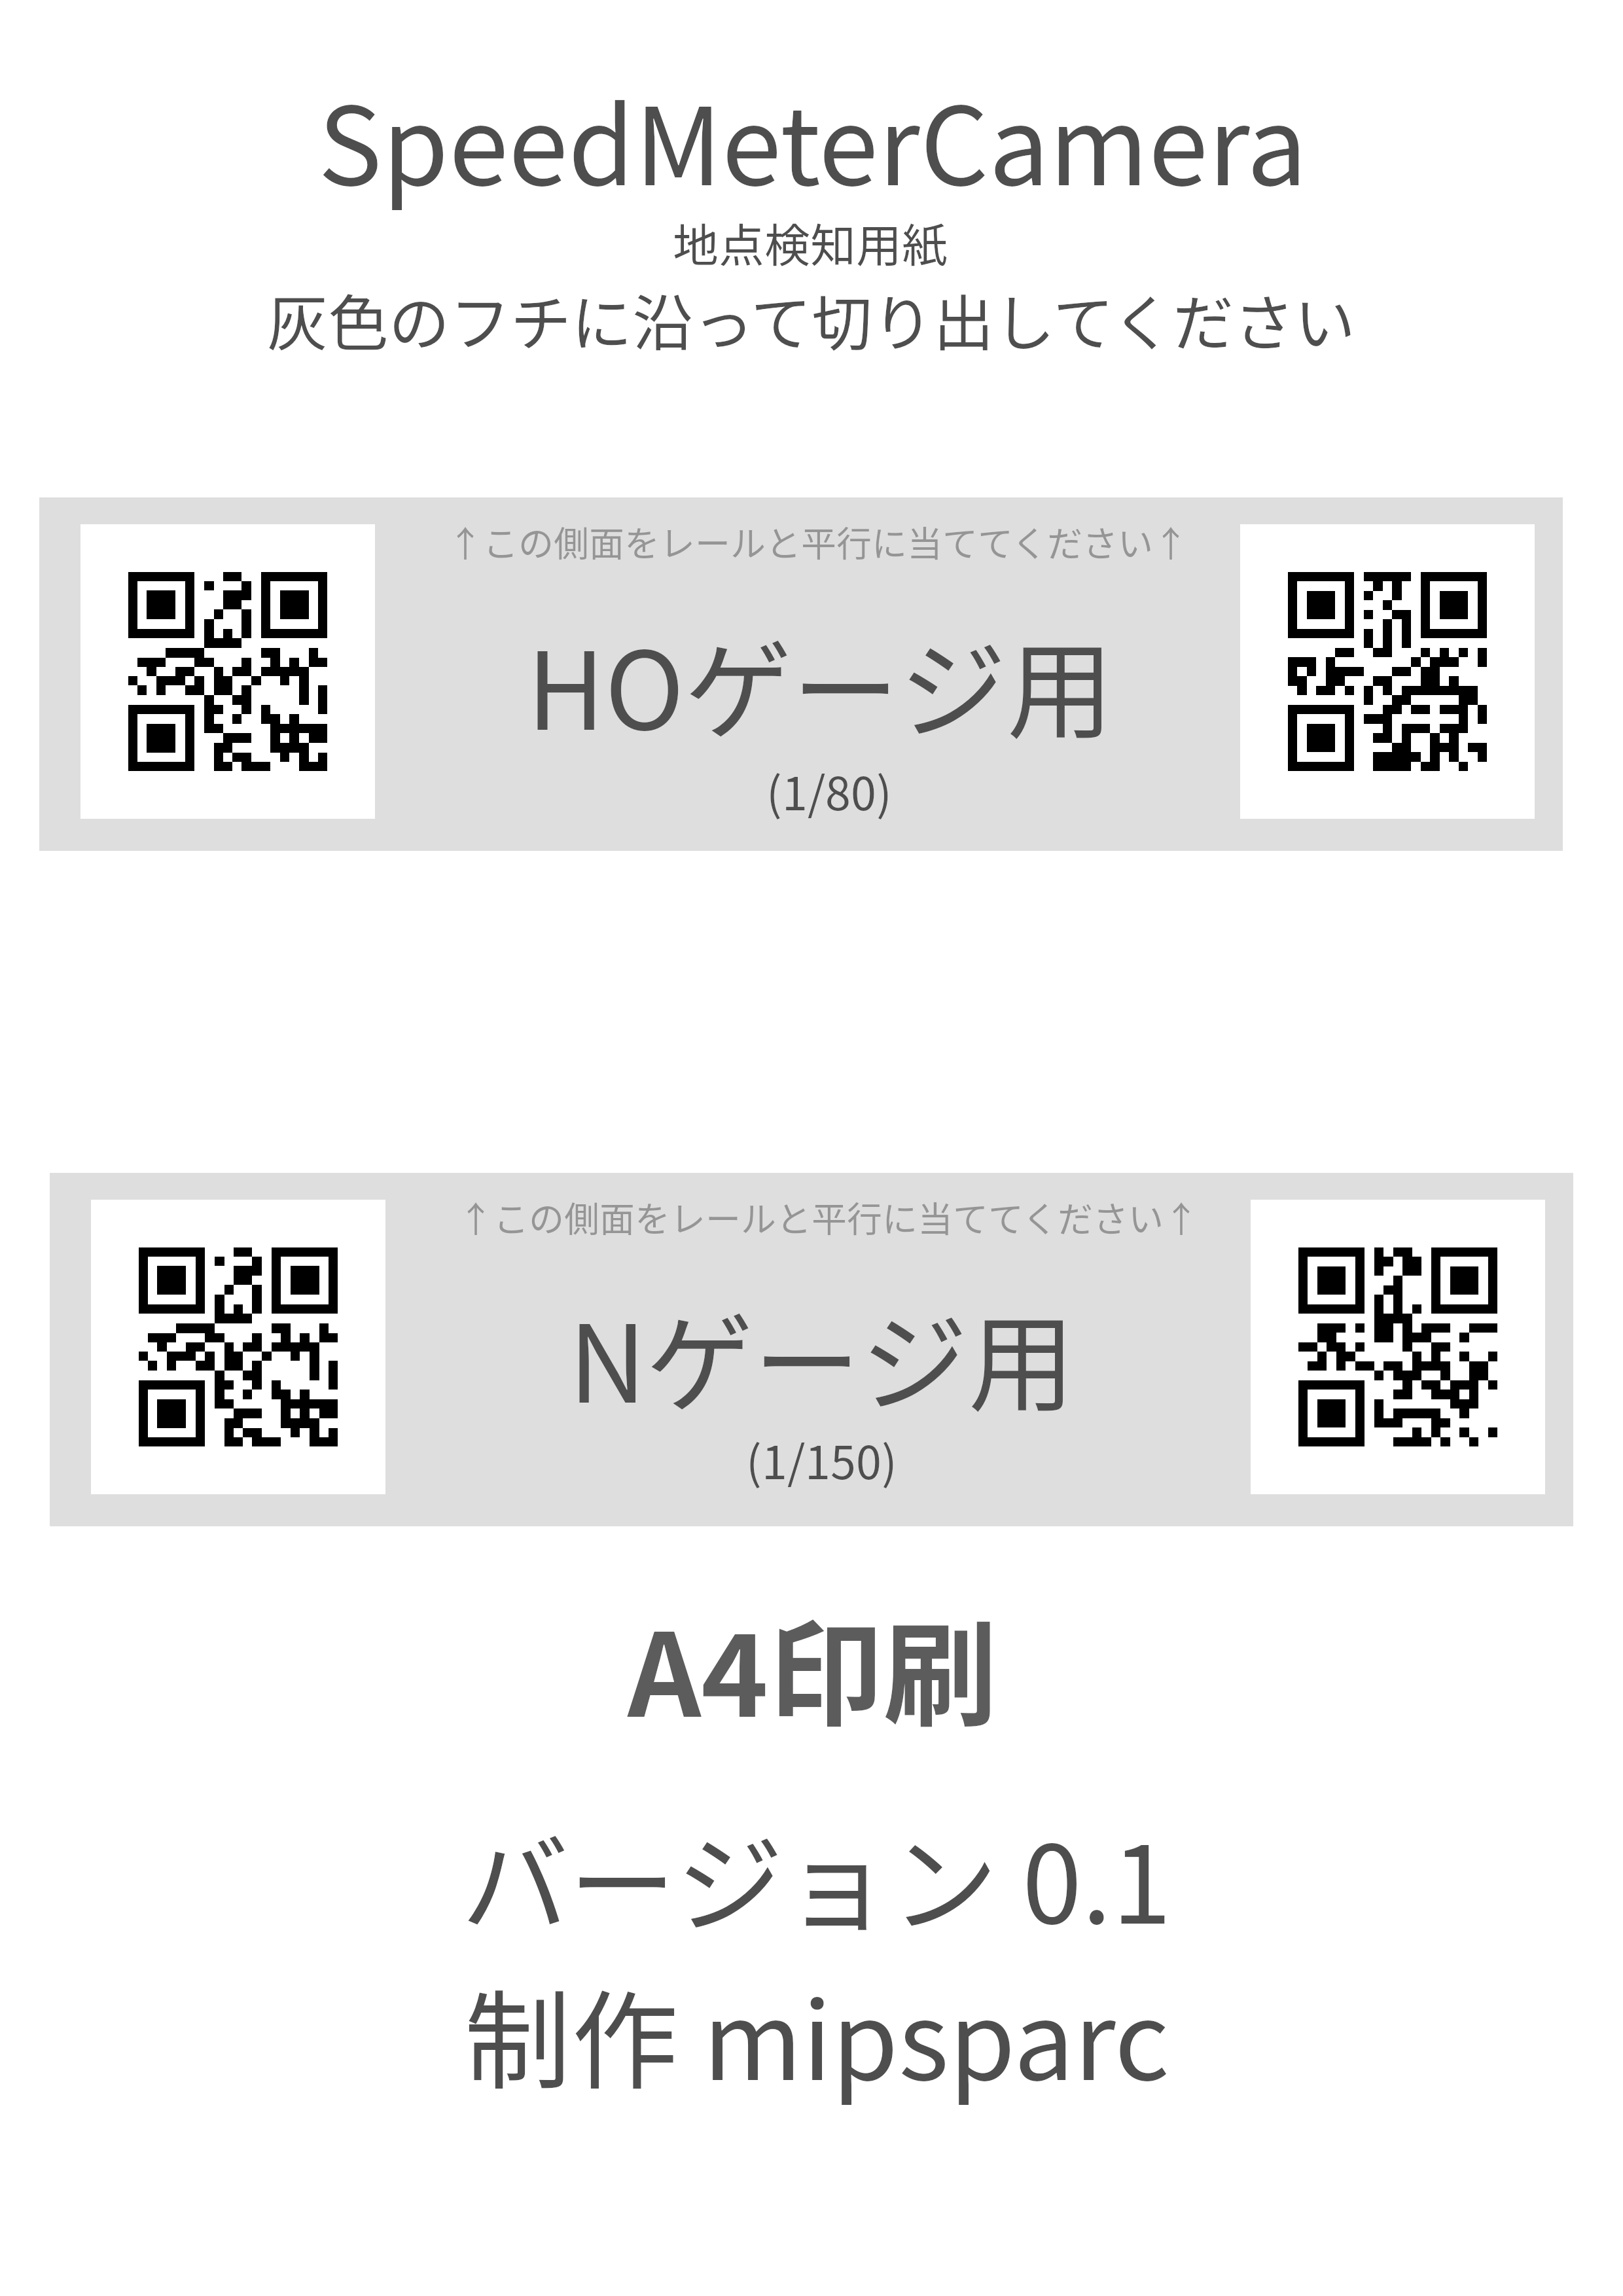 SpeedMeterCamera
地点検知用紙
灰色のフチに沿って切り出してください
↑この側面をレールと平行に当ててください↑
HOゲージ用
(1/80)
↑この側面をレールと平行に当ててください↑
Nゲージ用
(1/150)
A4印刷
バージョン 0.1
制作 mipsparc